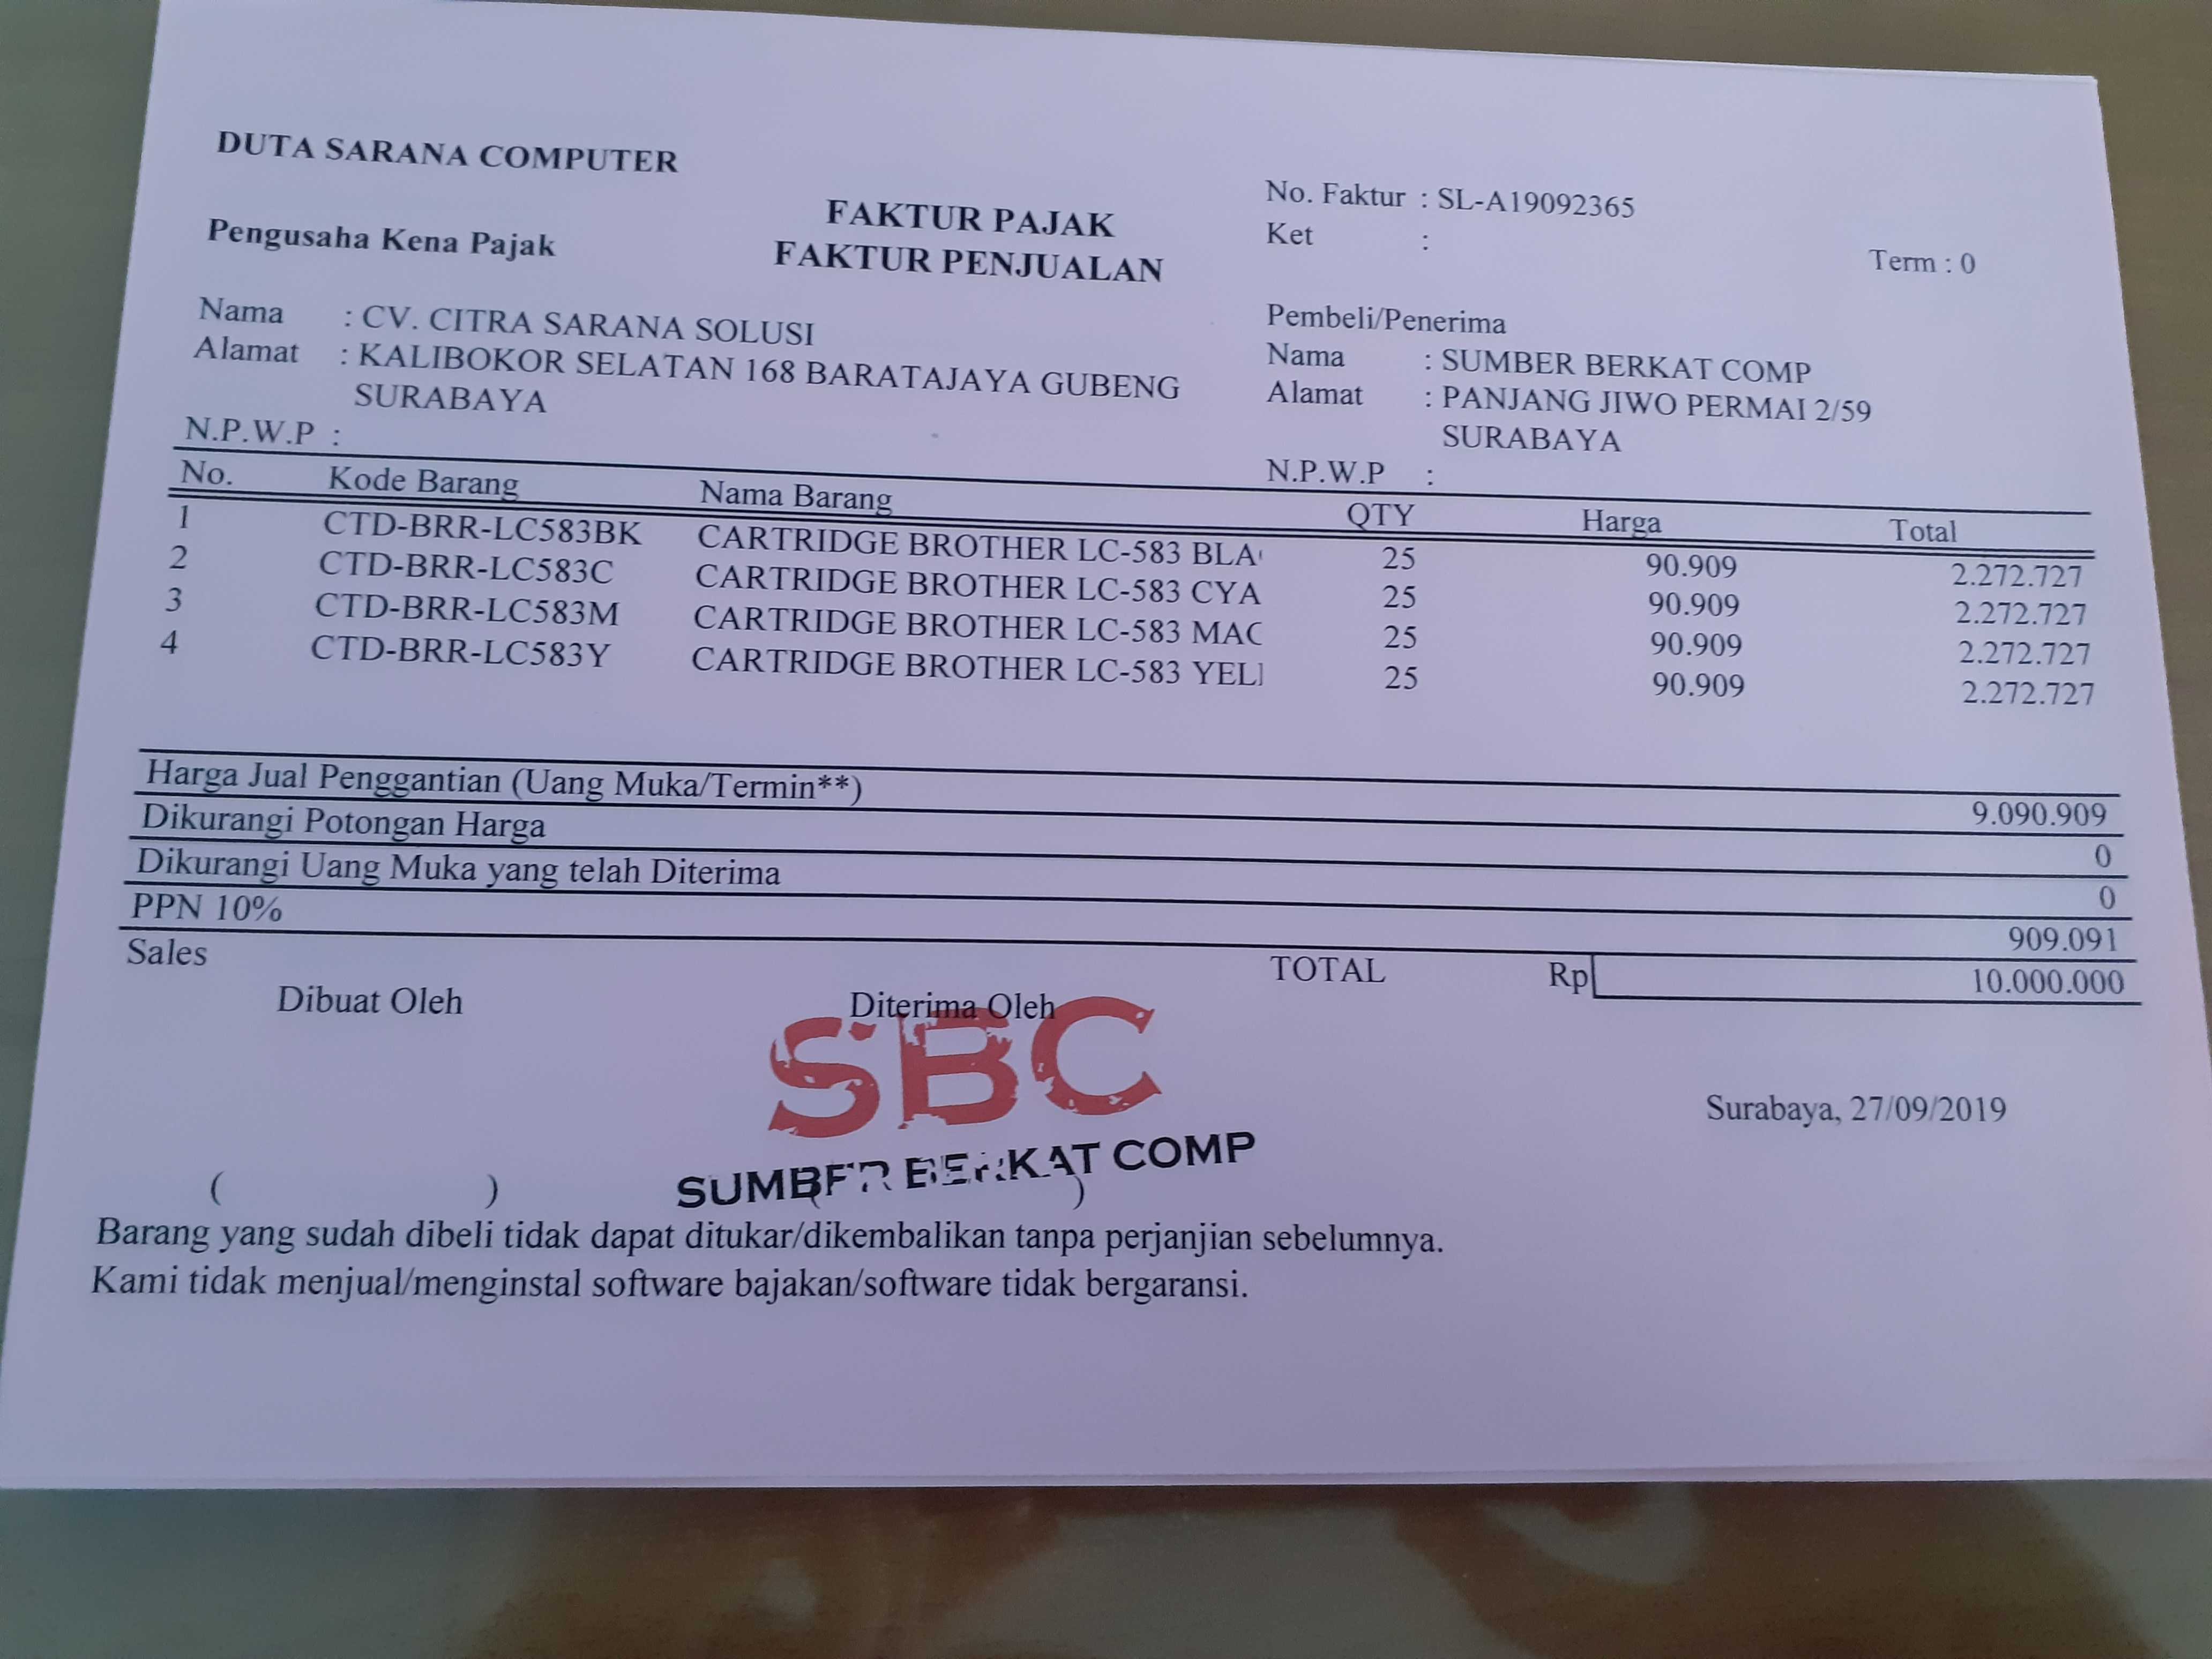 DUTA SARANA COMPUTER
FAKTUR PAJAK
FAKTUR PENJUALAN
Pengusaha Kena Pajak
No. Faktur : SL-A19092365
Ket :
Term : 0
Nama : CV. CITRA SARANA SOLUSI
Alamat : KALIBOKOR SELATAN 168 BARATAJAYA GUBENG
SURABAYA
N.P.W.P :
Pembeli/Penerima
Nama : SUMBER BERKAT COMP
Alamat : PANJANG JIWO PERMAI 2/59
SURABAYA
N.P.W.P :
No. Kode Barang Nama Barang QTY Harga Total
1 CTD-BRR-LC583BK CARTRIDGE BROTHER LC-583 BLA 25 90.909 2.272.727
2 CTD-BRR-LC583C CARTRIDGE BROTHER LC-583 CYA 25 90.909 2.272.727
3 CTD-BRR-LC583M CARTRIDGE BROTHER LC-583 MAG 25 90.909 2.272.727
4 CTD-BRR-LC583Y CARTRIDGE BROTHER LC-583 YEL 25 90.909 2.272.727
Harga Jual Penggantian (Uang Muka/Termin**) 9.090.909
Dikurangi Potongan Harga 0
Dikurangi Uang Muka yang telah Diterima 0
PPN 10% 909.091
Sales TOTAL Rp 10.000.000
Dibuat Oleh Diterima Oleh
SBC
SUMBER BERKAT COMP
Surabaya, 27/09/2019
( ) ( )
Barang yang sudah dibeli tidak dapat ditukar/dikembalikan tanpa perjanjian sebelumnya.
Kami tidak menjual/menginstal software bajakan/software tidak bergaransi.